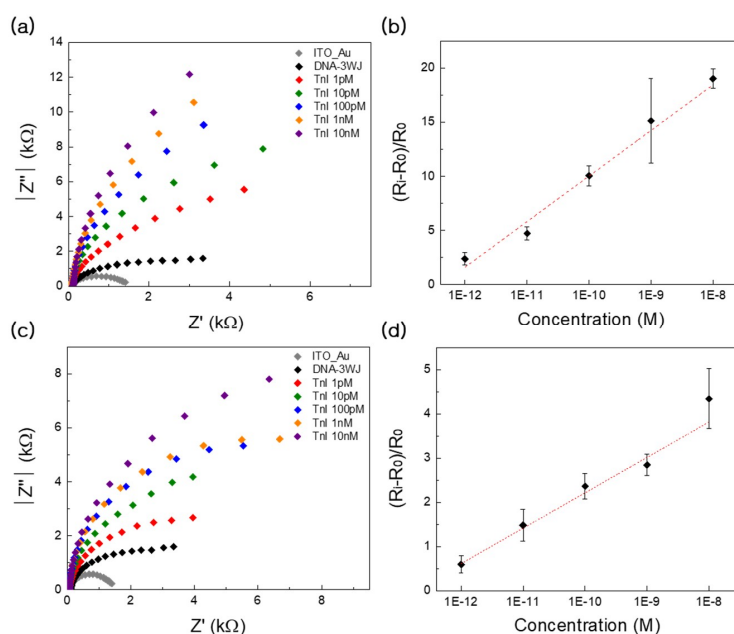 (a)
14
12
10
8
6
4
2
0
0
2
4
6
|Z"| (kΩ)
Z' (kΩ)
ITO_Au
DNA-3WJ
TnI 1pM
TnI 10pM
TnI 100pM
TnI 1nM
TnI 10nM
(b)
20
15
10
5
0
1E-12
1E-11
1E-10
1E-9
1E-8
(Ri-R0)/R0
Concentration (M)
(c)
8
6
4
2
0
0
2
4
6
8
|Z"| (kΩ)
Z' (kΩ)
ITO_Au
DNA-3WJ
TnI 1pM
TnI 10pM
TnI 100pM
TnI 1nM
TnI 10nM
(d)
5
4
3
2
1
0
1E-12
1E-11
1E-10
1E-9
1E-8
(Ri-R0)/R0
Concentration (M)